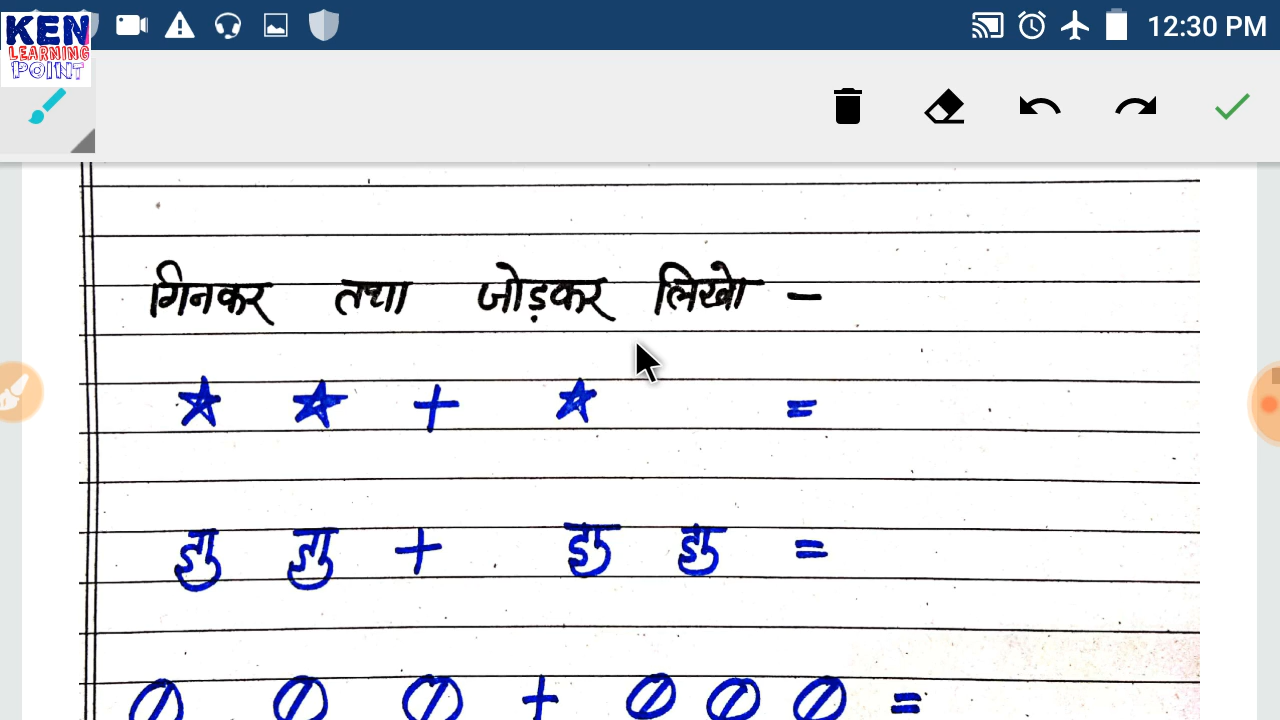 KEN
LEARNING
POINT
12:30 PM
गिनकर तथा जोड़कर लिखो -
+ =
+ =
+ =